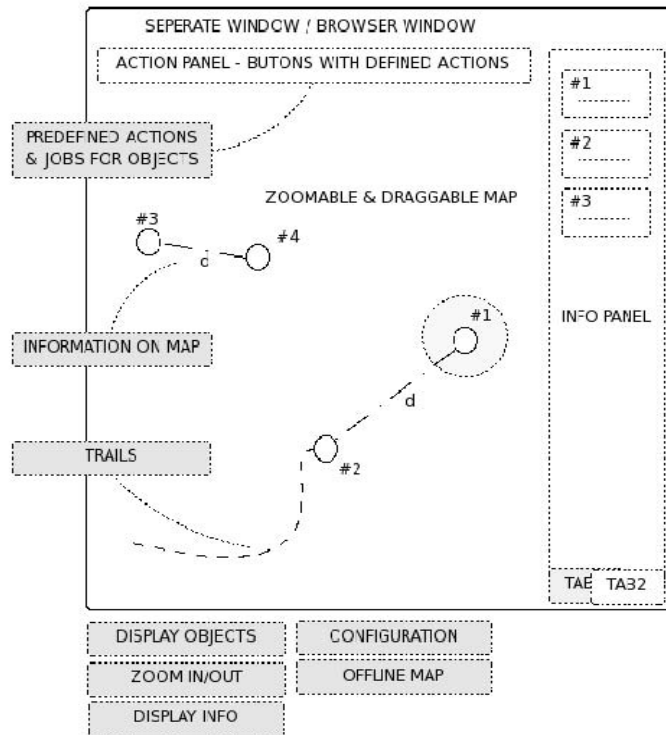 SEPERATE WINDOW / BROWSER WINDOW
ACTION PANEL - BUTONS WITH DEFINED ACTIONS
PREDEFINED ACTIONS
& JOBS FOR OBJECTS
ZOOMABLE & DRAGGABLE MAP
#1
#2
#3
#3
#4
d
INFORMATION ON MAP
#1
INFO PANEL
d
TRAILS
#2
TA32
DISPLAY OBJECTS
CONFIGURATION
ZOOM IN/OUT
OFFLINE MAP
DISPLAY INFO